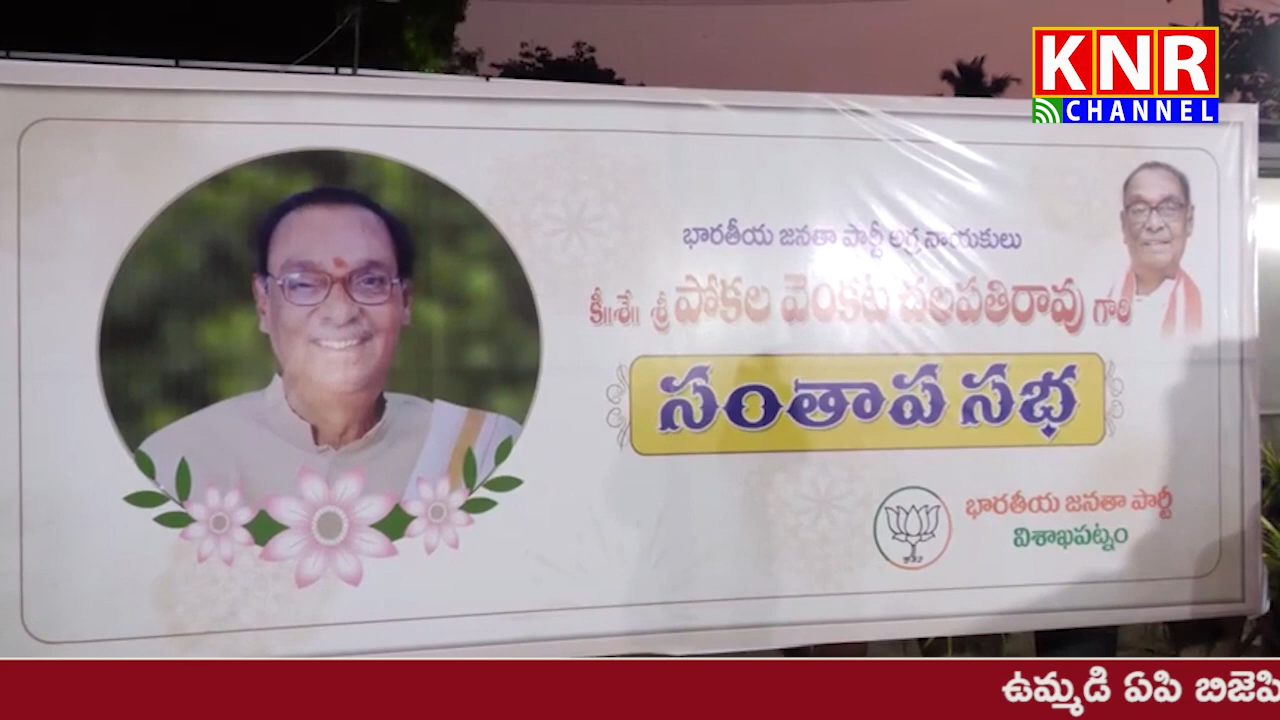 KNR
CHANNEL
భారతీయ జనతా పార్టీ అగ్ర నాయకులు
కీ॥శే॥ శ్రీ పోకల వెంకట చలపతిరావు గారి
సంతాప సభ
భారతీయ జనతా పార్టీ
విశాఖపట్నం
ఉమ్మడి ఏపి బిజెపి